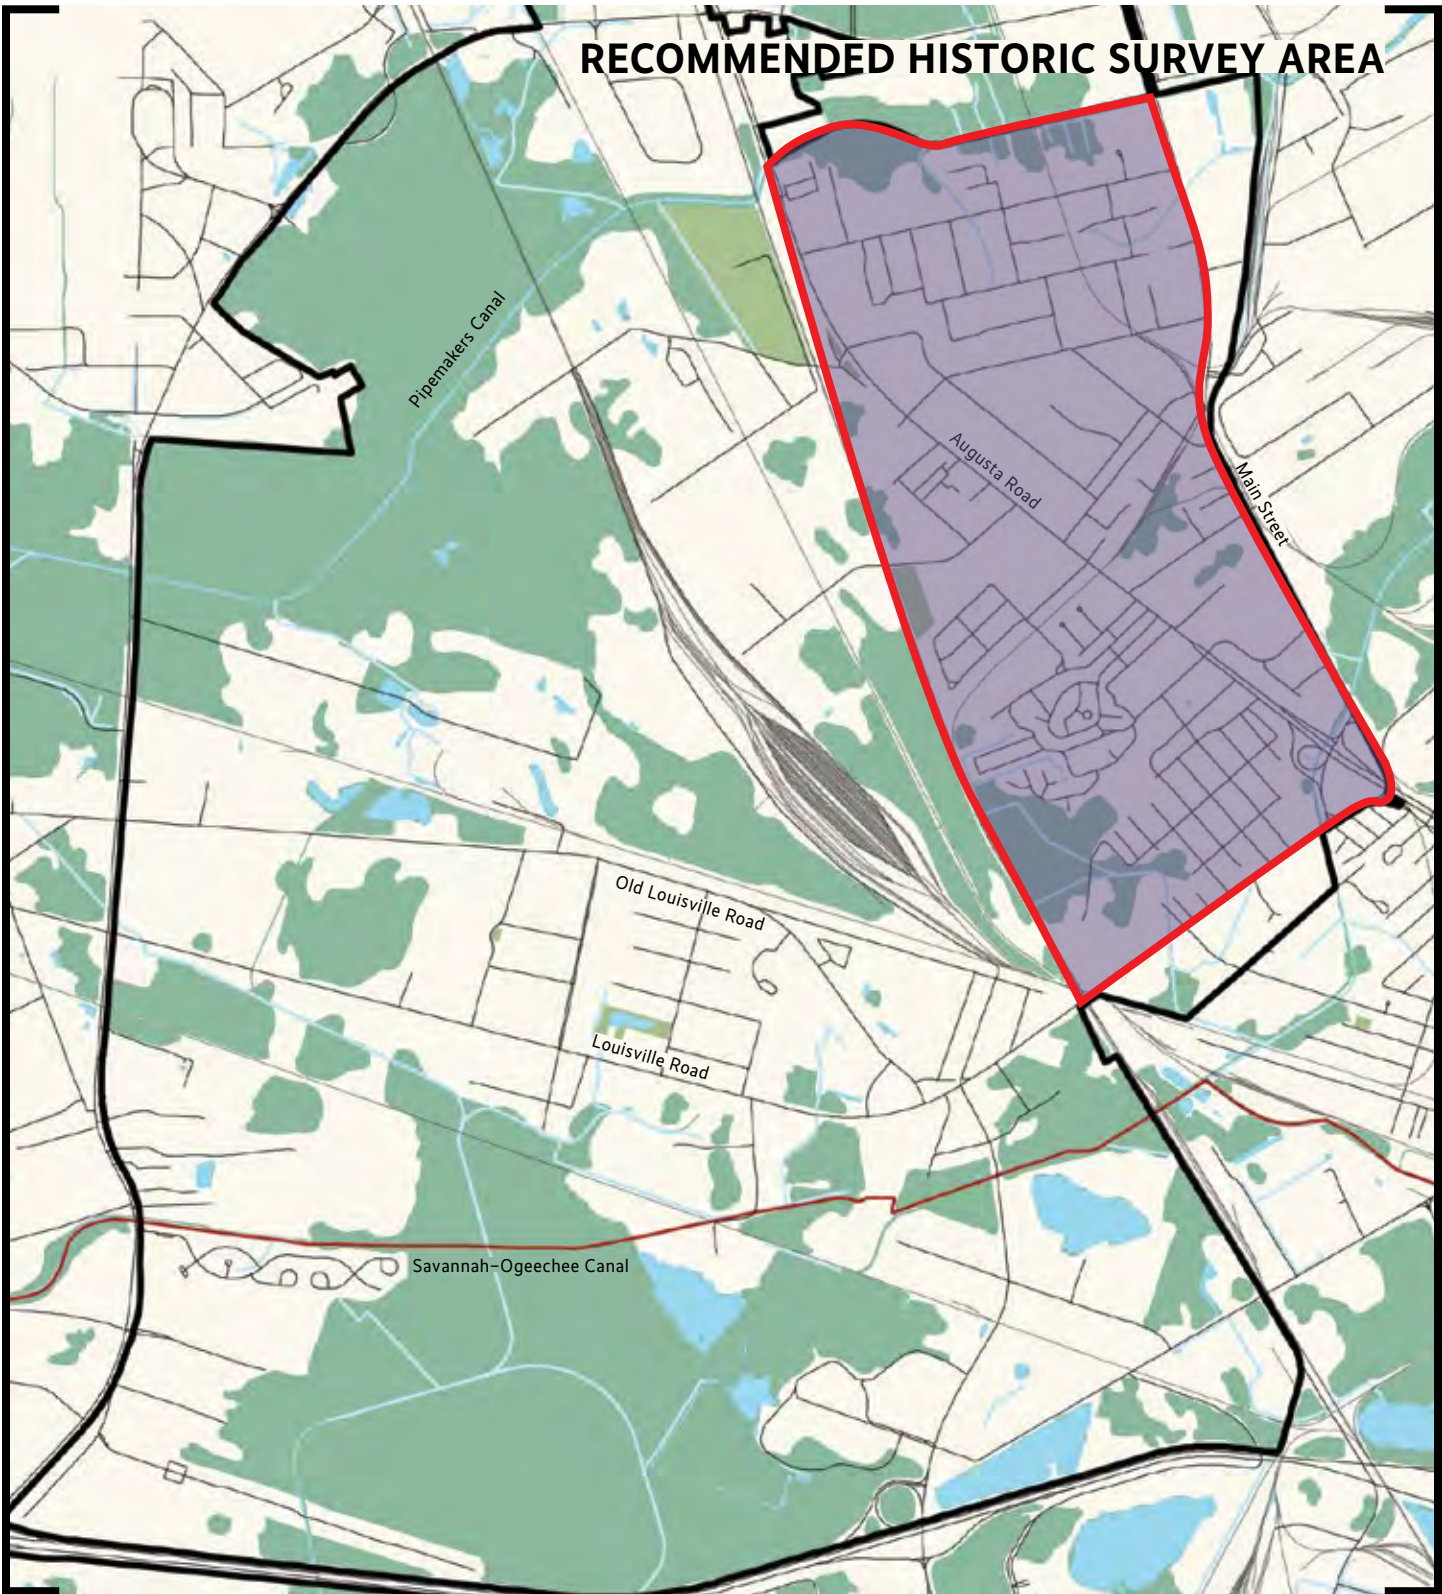 RECOMMENDED HISTORIC SURVEY AREA
Pipemakers Canal
Augusta Road
Main Street
Old Louisville Road
Louisville Road
Savannah-Ogeechee Canal